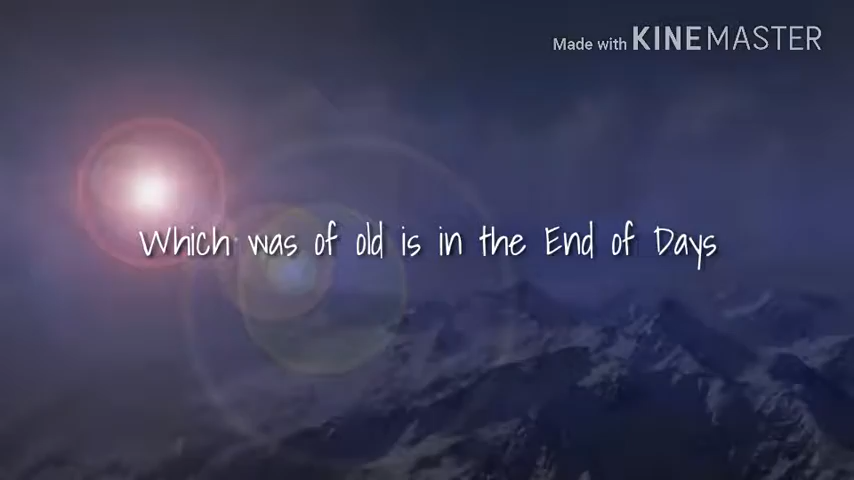 Made with KINEMASTER
Which was of old is in the End of Days